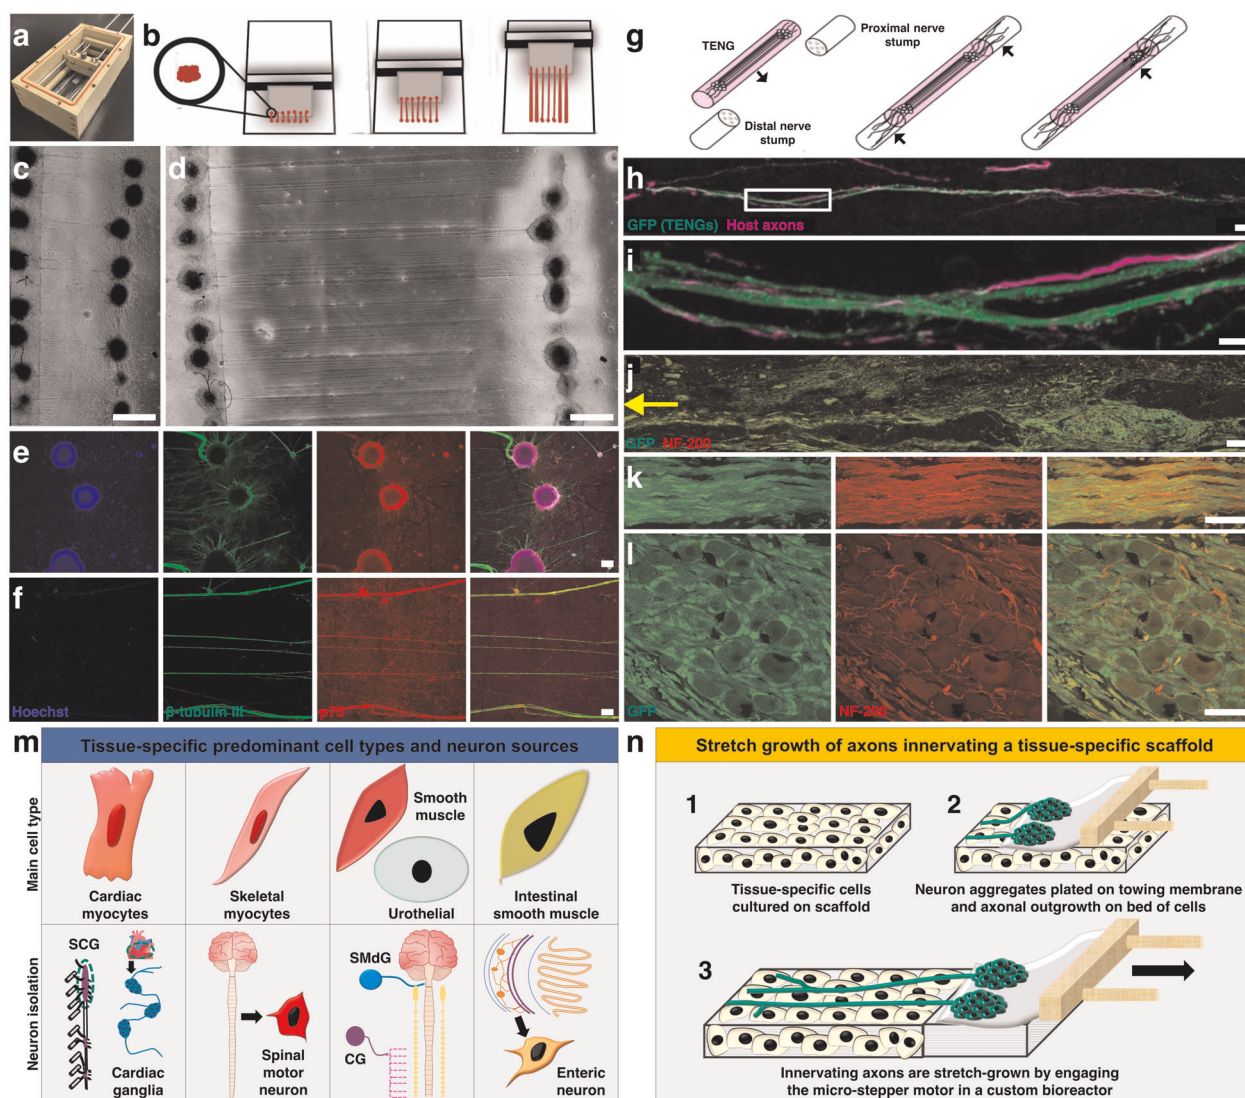 a
b
g
TENG
Proximal nerve
stump
Distal nerve
stump
c
d
h
GFP (TENGs) Host axons
i
j
GFP NF-200
e
k
f
l
Hoechst
β-tubulin III
p75
GFP
NF-200
m
Tissue-specific predominant cell types and neuron sources
Main cell type
Cardiac
myocytes
Skeletal
myocytes
Smooth
muscle
Urothelial
Intestinal
smooth muscle
Neuron isolation
SCG
Cardiac
ganglia
Spinal
motor
neuron
SMdG
CG
Enteric
neuron
n
Stretch growth of axons innervating a tissue-specific scaffold
1
Tissue-specific cells
cultured on scaffold
2
Neuron aggregates plated on towing membrane
and axonal outgrowth on bed of cells
3
Innervating axons are stretch-grown by engaging
the micro-stepper motor in a custom bioreactor